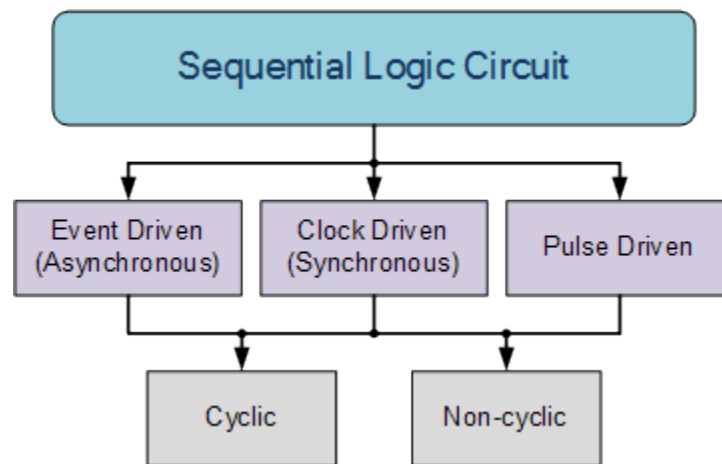 Sequential Logic Circuit
Event Driven
(Asynchronous)
Clock Driven
(Synchronous)
Pulse Driven
Cyclic
Non-cyclic